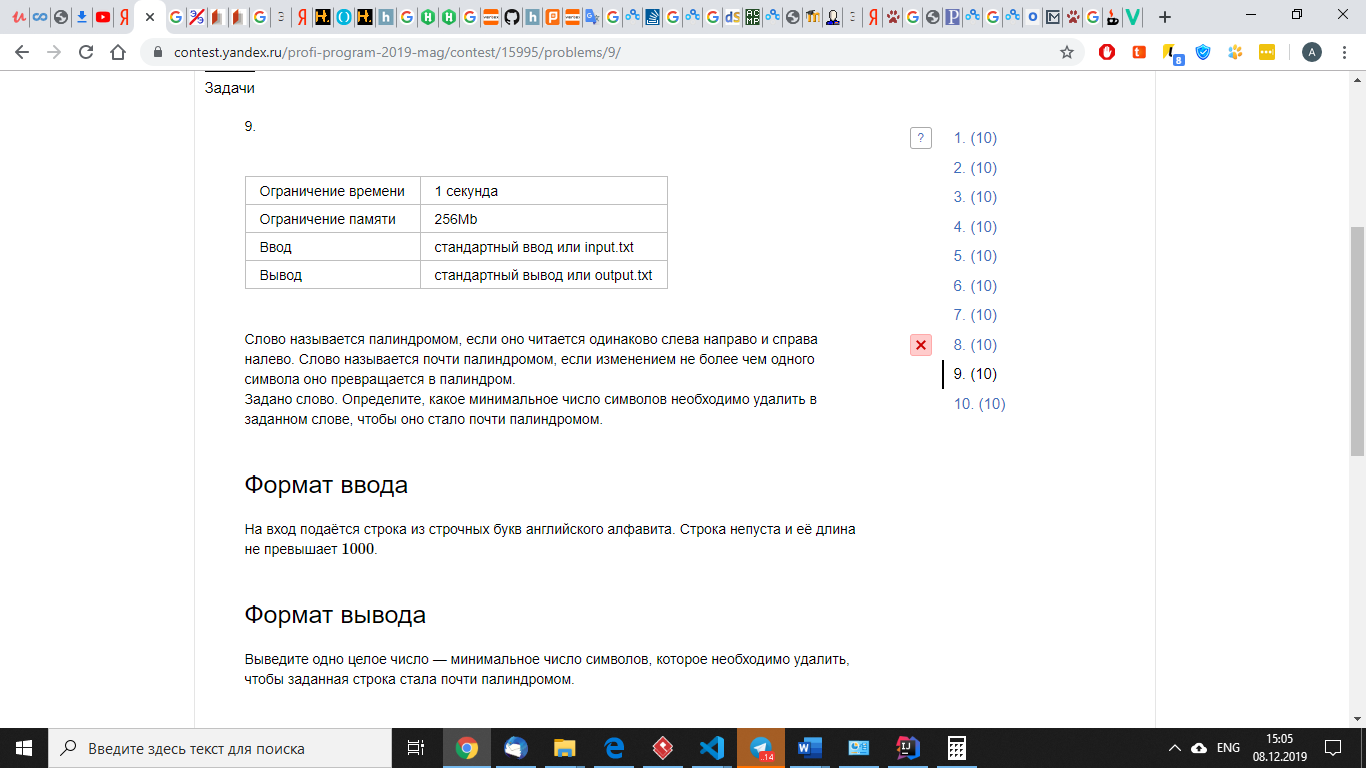 contest.yandex.ru/profi-program-2019-mag/contest/15995/problems/9/
8
A
Задачи
9.
Ограничение времени 1 секунда
Ограничение памяти 256Mb
Ввод стандартный ввод или input.txt
Вывод стандартный вывод или output.txt
Слово называется палиндромом, если оно читается одинаково слева направо и справа
налево. Слово называется почти палиндромом, если изменением не более чем одного
символа оно превращается в палиндром.
Задано слово. Определите, какое минимальное число символов необходимо удалить в
заданном слове, чтобы оно стало почти палиндромом.
Формат ввода
На вход подаётся строка из строчных букв английского алфавита. Строка непуста и её длина
не превышает 1000.
Формат вывода
Выведите одно целое число — минимальное число символов, которое необходимо удалить,
чтобы заданная строка стала почти палиндромом.
?
1. (10)
2. (10)
3. (10)
4. (10)
5. (10)
6. (10)
7. (10)
8. (10)
9. (10)
10. (10)
Введите здесь текст для поиска
..14
ENG
15:05
08.12.2019